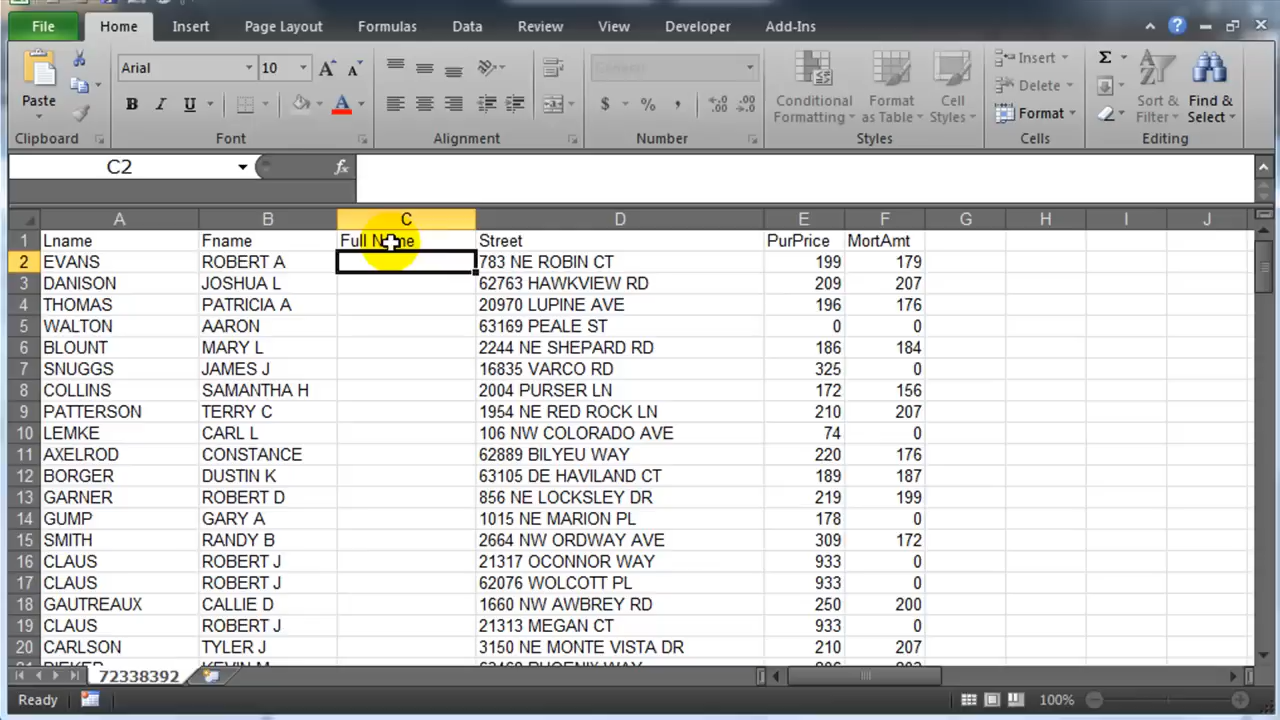 File Home Insert Page Layout Formulas Data Review View Developer Add-Ins
Arial 10 Insert Σ
Delete
Paste B I U A $ % , Conditional Formatting Format as Table Cell Styles Format Sort & Filter Find & Select
Clipboard Font Alignment Number Styles Cells Editing
C2 fx
A B C D E F G H I J
1 Lname Fname Full Name Street PurPrice MortAmt
2 EVANS ROBERT A 783 NE ROBIN CT 199 179
3 DANISON JOSHUA L 62763 HAWKVIEW RD 209 207
4 THOMAS PATRICIA A 20970 LUPINE AVE 196 176
5 WALTON AARON 63169 PEALE ST 0 0
6 BLOUNT MARY L 2244 NE SHEPARD RD 186 184
7 SNUGGS JAMES J 16835 VARCO RD 325 0
8 COLLINS SAMANTHA H 2004 PURSER LN 172 156
9 PATTERSON TERRY C 1954 NE RED ROCK LN 210 207
10 LEMKE CARL L 106 NW COLORADO AVE 74 0
11 AXELROD CONSTANCE 62889 BILYEU WAY 220 176
12 BORGER DUSTIN K 63105 DE HAVILAND CT 189 187
13 GARNER ROBERT D 856 NE LOCKSLEY DR 219 199
14 GUMP GARY A 1015 NE MARION PL 178 0
15 SMITH RANDY B 2664 NW ORDWAY AVE 309 172
16 CLAUS ROBERT J 21317 OCONNOR WAY 933 0
17 CLAUS ROBERT J 62076 WOLCOTT PL 933 0
18 GAUTREAUX CALLIE D 1660 NW AWBREY RD 250 200
19 CLAUS ROBERT J 21313 MEGAN CT 933 0
20 CARLSON TYLER J 3150 NE MONTE VISTA DR 210 207
72338392
Ready 100%